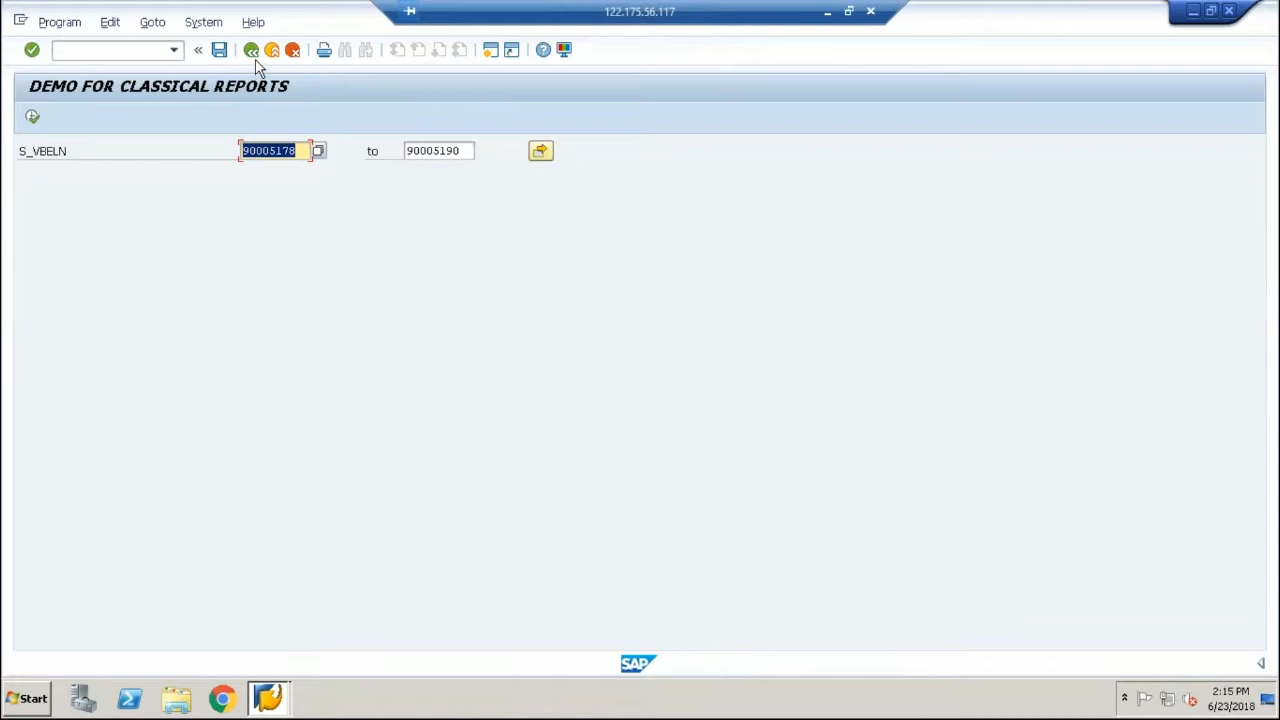 122.175.56.117
Program Edit Goto System Help
DEMO FOR CLASSICAL REPORTS
S_VBELN 90005178 to 90005190
SAP
Start
2:15 PM
6/23/2018